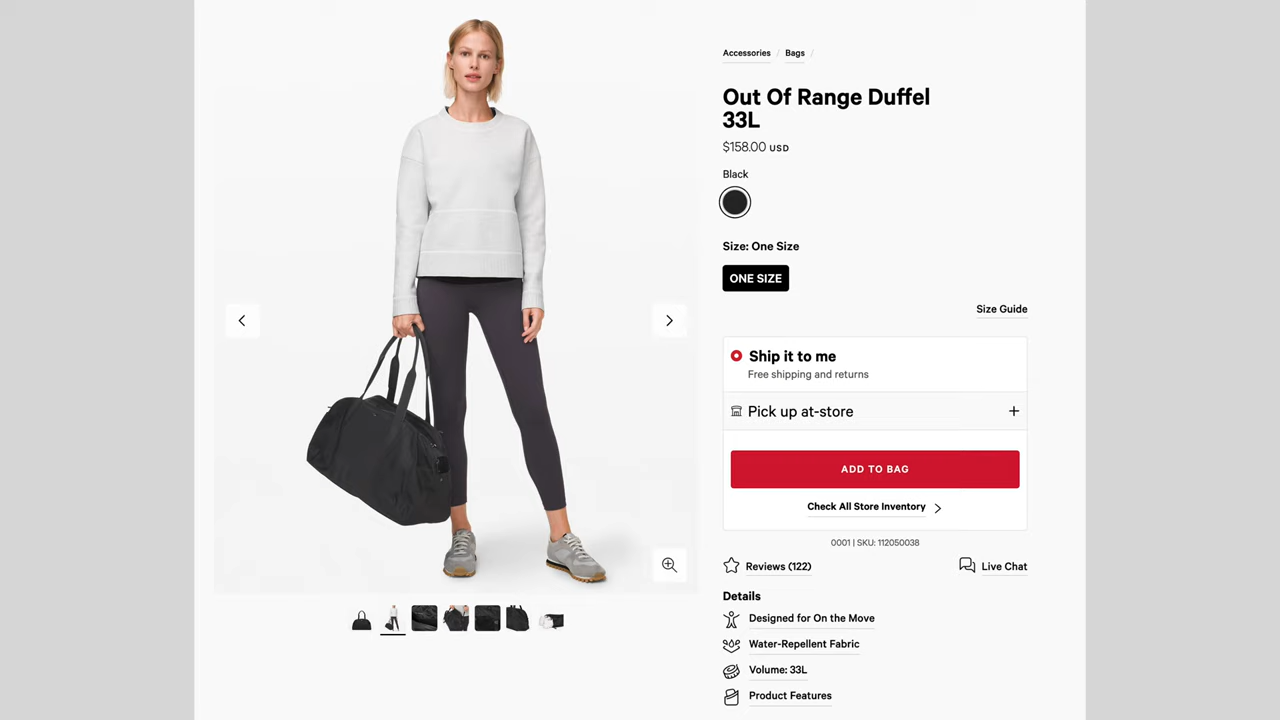 Accessories / Bags /
Out Of Range Duffel
33L
$158.00 USD
Black
Size: One Size
ONE SIZE
Size Guide
Ship it to me
Free shipping and returns
Pick up at-store
ADD TO BAG
Check All Store Inventory
0001 | SKU: 112050038
Reviews (122)
Live Chat
Details
Designed for On the Move
Water-Repellent Fabric
Volume: 33L
Product Features